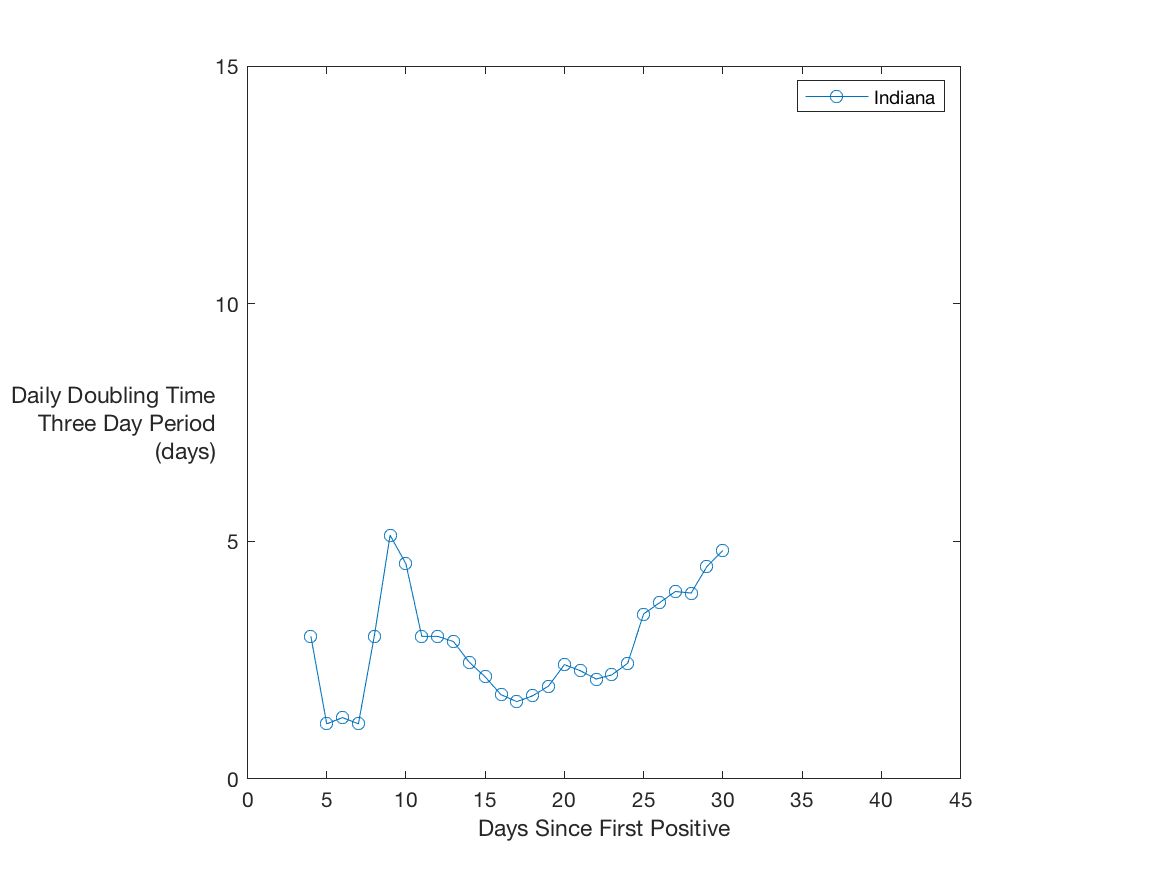 15
Indiana
10
Daily Doubling Time
Three Day Period
(days)
5
0
0 5 10 15 20 25 30 35 40 45
Days Since First Positive